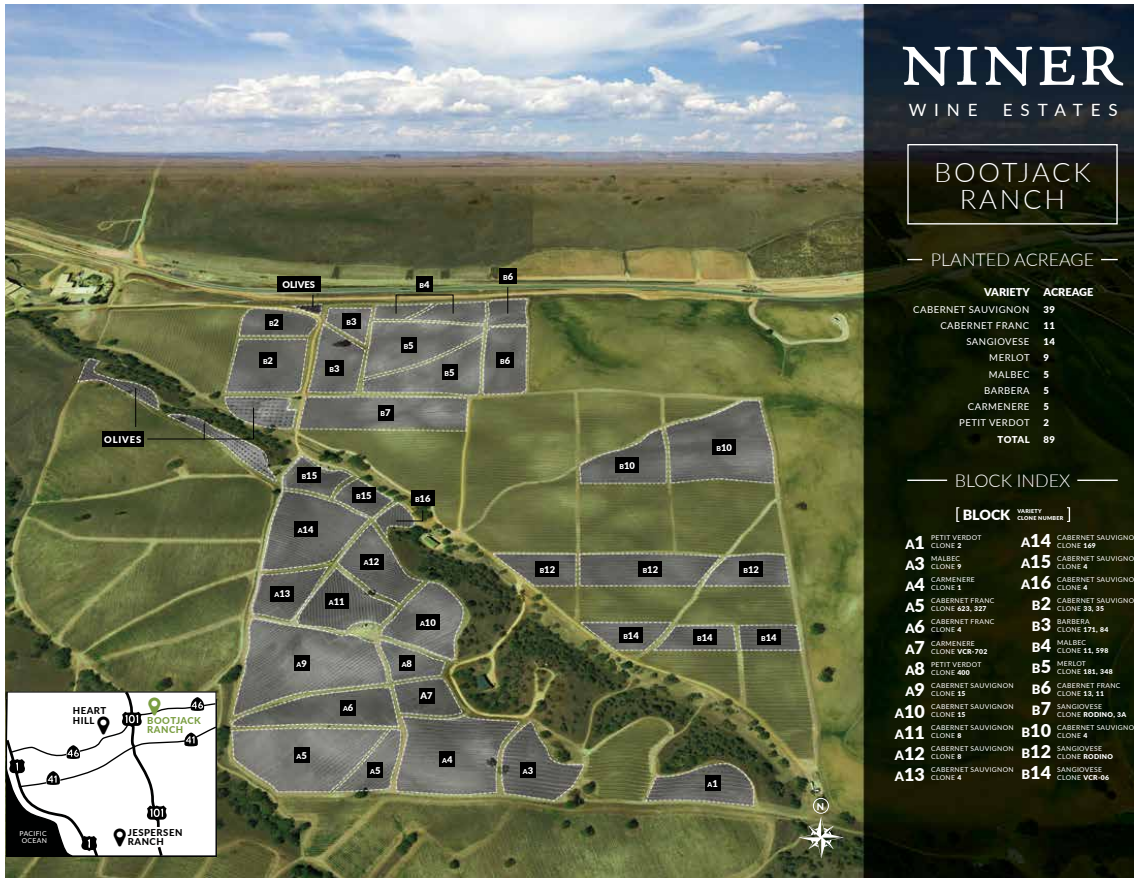 NINER
WINE ESTATES
BOOTJACK
RANCH
PLANTED ACREAGE
VARIETY ACREAGE
CABERNET SAUVIGNON 39
CABERNET FRANC 11
SANGIOVESE 14
MERLOT 9
MALBEC 5
BARBERA 5
CARMENERE 5
PETIT VERDOT 2
TOTAL 89
BLOCK INDEX
[ BLOCK VARIETY
CLONE NUMBER ]
A1 PETIT VERDOT
CLONE 2
A3 MALBEC
CLONE 9
A4 CARMENERE
CLONE 1
A5 CABERNET FRANC
CLONE 623, 327
A6 CABERNET FRANC
CLONE 4
A7 CARMENERE
CLONE VCR-702
A8 PETIT VERDOT
CLONE 400
A9 CABERNET SAUVIGNON
CLONE 15
A10 CABERNET SAUVIGNON
CLONE 15
A11 CABERNET SAUVIGNON
CLONE 8
A12 CABERNET SAUVIGNON
CLONE 8
A13 CABERNET SAUVIGNON
CLONE 4
A14 CABERNET SAUVIGNO
CLONE 169
A15 CABERNET SAUVIGNO
CLONE 4
A16 CABERNET SAUVIGNO
CLONE 4
B2 CABERNET SAUVIGNO
CLONE 33, 35
B3 BARBERA
CLONE 171, 84
B4 MALBEC
CLONE 11, 598
B5 MERLOT
CLONE 181, 348
B6 CABERNET FRANC
CLONE 13, 11
B7 SANGIOVESE
CLONE RODINO, 3A
B10 CABERNET SAUVIGNO
CLONE 4
B12 SANGIOVESE
CLONE RODINO
B14 SANGIOVESE
CLONE VCR-06
OLIVES
B4
B6
B2
B3
B5
B2
B3
B5
B6
B7
OLIVES
B10
B10
B15
B15
B16
A14
A12
B12
B12
B12
A13
A11
A10
B14
B14
B14
A9
A8
A7
A6
A5
A5
A4
A3
A1
N
HEART
HILL
101
BOOTJACK
RANCH
46
41
46
1
41
101
1
JESPERSEN
RANCH
PACIFIC
OCEAN